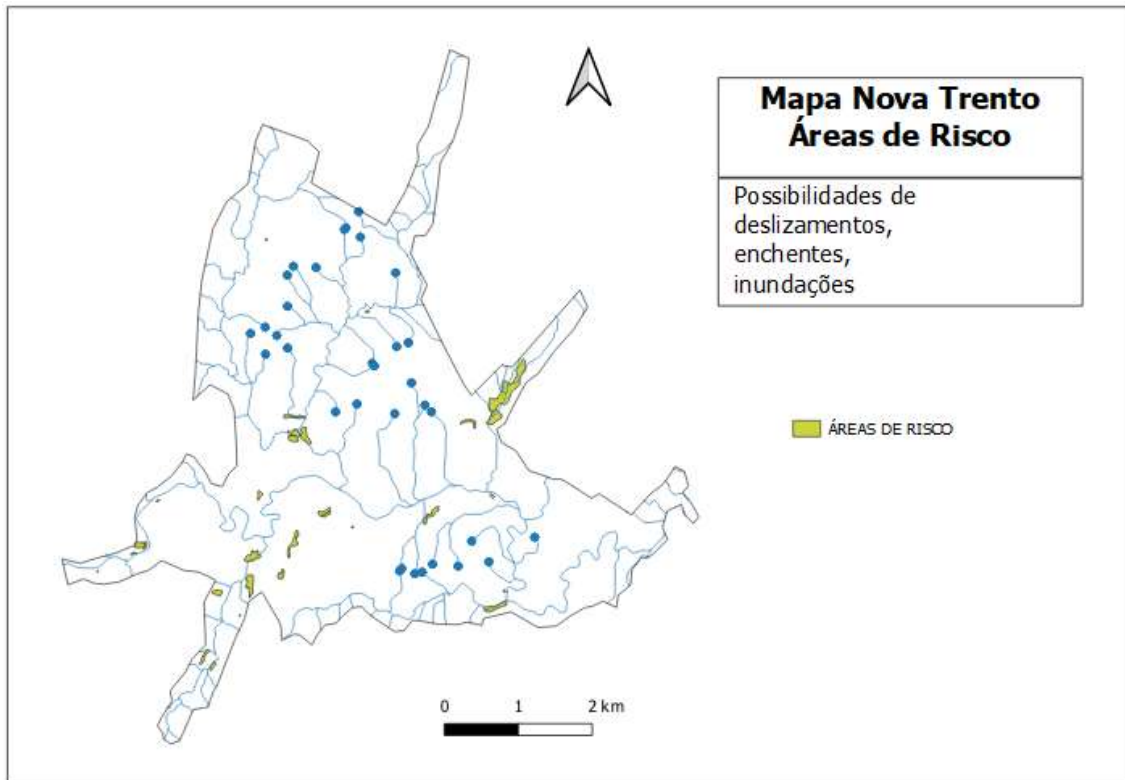 Mapa Nova Trento
Áreas de Risco
Possibilidades de
deslizamentos,
enchentes,
inundações
ÁREAS DE RISCO
0 1 2 km